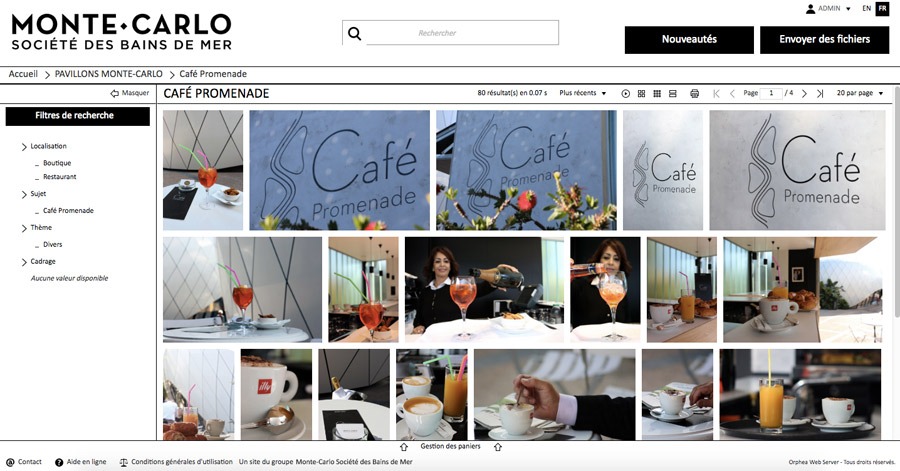 MONTE-CARLO
SOCIÉTÉ DES BAINS DE MER
Rechercher
ADMIN
EN
FR
Nouveautés
Envoyer des fichiers
Accueil > PAVILLONS MONTE-CARLO > Café Promenade
Masquer
CAFÉ PROMENADE
80 résultat(s) en 0.07 s
Plus récents
Page 1 / 4
20 par page
Filtres de recherche
Localisation
Boutique
Restaurant
Sujet
Café Promenade
Thème
Divers
Cadrage
Aucune valeur disponible
Café
Promenade
Café
Promenade
Café
Promenade
Café
Promenade
illy
Gestion des paniers
Contact
Aide en ligne
Conditions générales d'utilisation
Un site du groupe Monte-Carlo Société des Bains de Mer
Orphea Web Server - Tous droits réservés.